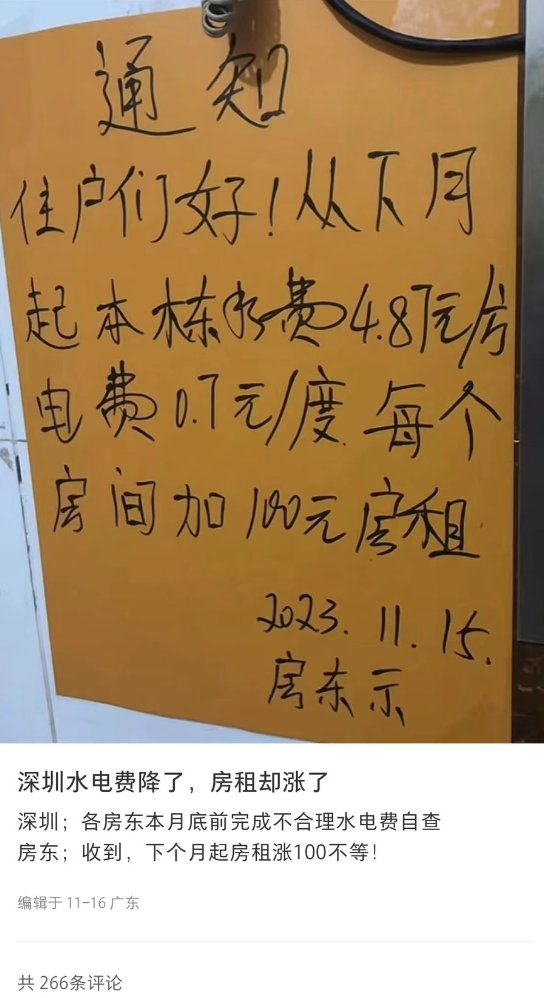 通知
住户们好！从下月
起本栋水费4.87元/方
电费0.7元/度.每个
房间加100元房租
2023.11.15.
房东示
深圳水电费降了，房租却涨了
深圳；各房东本月底前完成不合理水电费自查
房东；收到，下个月起房租涨100不等！
编辑于 11-16 广东
共 266条评论